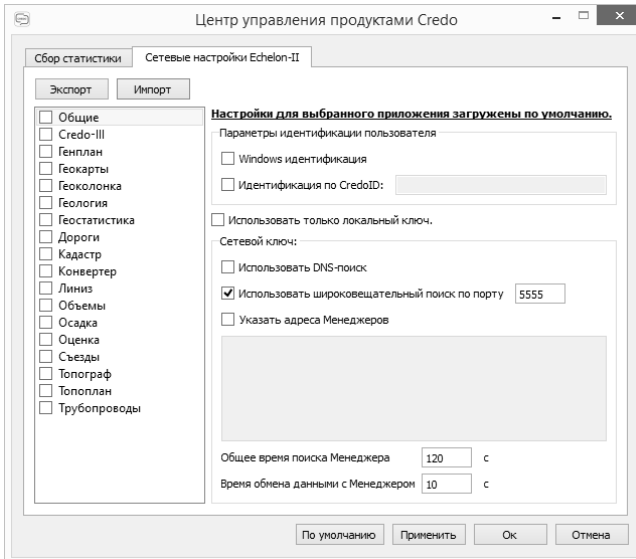 Центр управления продуктами Credo
Сбор статистики
Сетевые настройки Echelon-II
Экспорт
Импорт
Общие
Credo-III
Генплан
Геокарты
Геоколонка
Геология
Геостатистика
Дороги
Кадастр
Конвертер
Линиз
Объемы
Осадка
Оценка
Съезды
Топограф
Топоплан
Трубопроводы
Настройки для выбранного приложения загружены по умолчанию.
Параметры идентификации пользователя
Windows идентификация
Идентификация по CredoID:
Использовать только локальный ключ.
Сетевой ключ:
Использовать DNS-поиск
Использовать широковещательный поиск по порту 5555
Указать адреса Менеджеров
Общее время поиска Менеджера 120 с
Время обмена данными с Менеджером 10 с
По умолчанию
Применить
Ок
Отмена